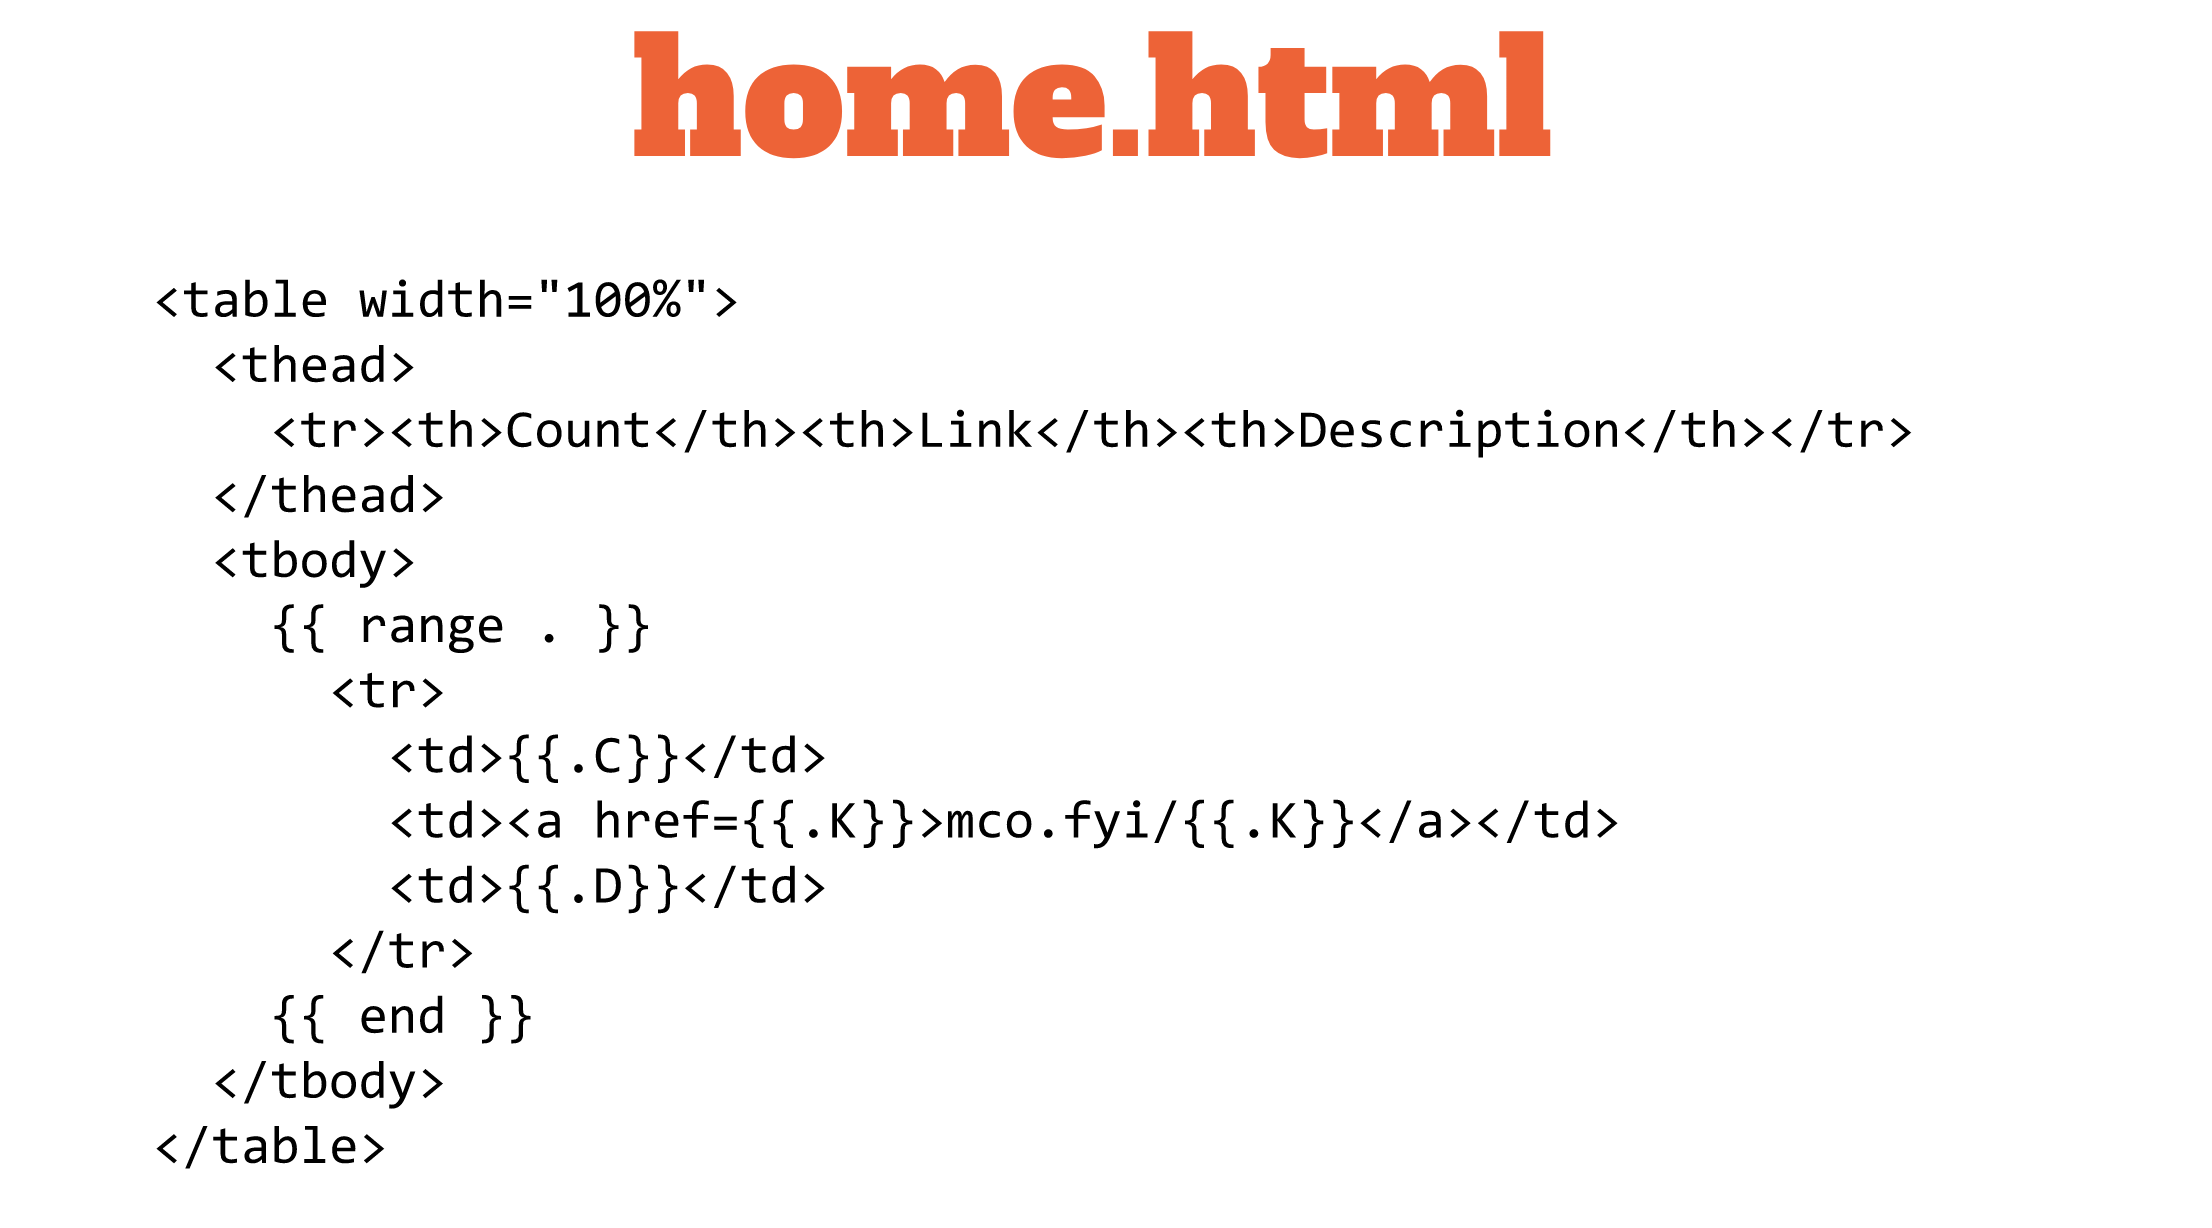 home.html
<table width="100%">
  <thead>
    <tr><th>Count</th><th>Link</th><th>Description</th></tr>
  </thead>
  <tbody>
    {{ range . }}
      <tr>
        <td>{{.C}}</td>
        <td><a href={{.K}}>mco.fyi/{{.K}}</a></td>
        <td>{{.D}}</td>
      </tr>
    {{ end }}
  </tbody>
</table>